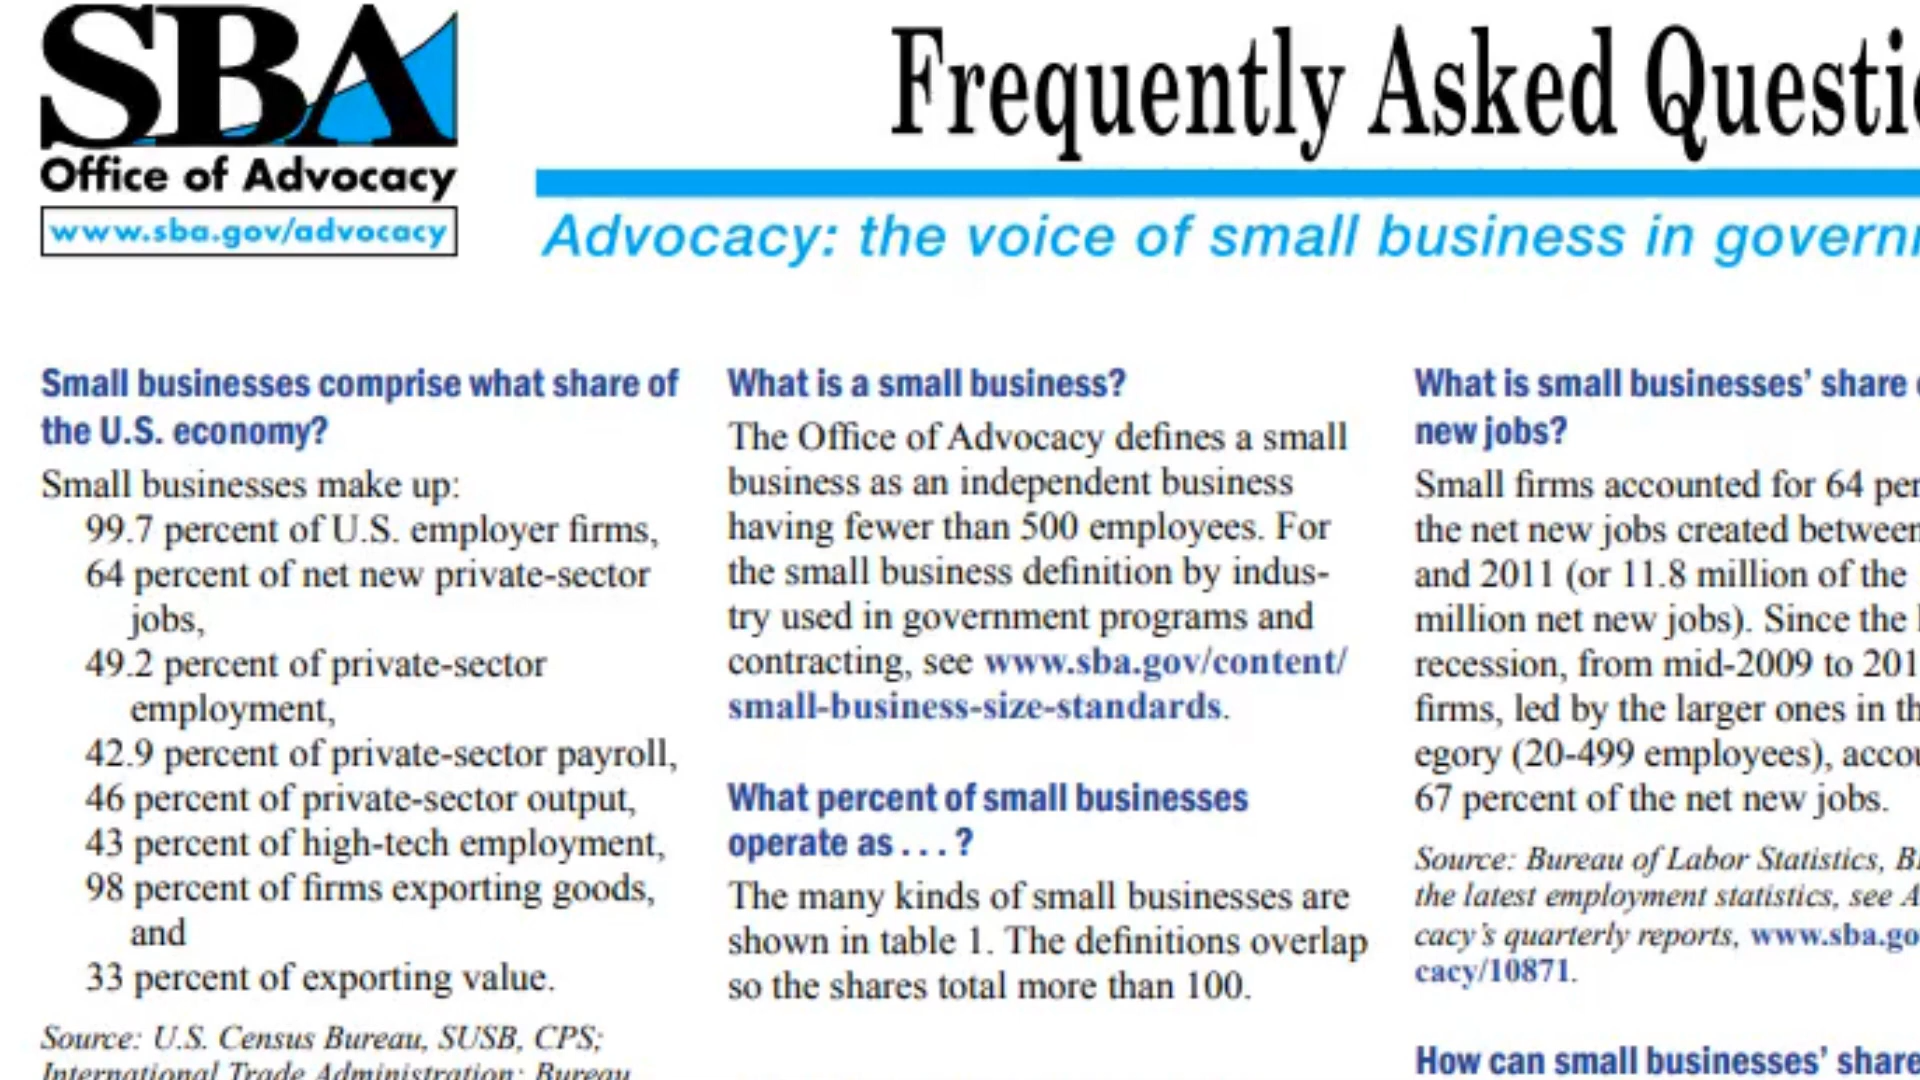 SBA
Office of Advocacy
www.sba.gov/advocacy
Frequently Asked
Advocacy: the voice of small business in
Small businesses comprise what share of
the U.S. economy?
Small businesses make up:
99.7 percent of U.S. employer firms,
64 percent of net new private-sector
jobs,
49.2 percent of private-sector
employment,
42.9 percent of private-sector payroll,
46 percent of private-sector output,
43 percent of high-tech employment,
98 percent of firms exporting goods,
and
33 percent of exporting value.
Source: U.S. Census Bureau, SUSB, CPS;
International Trade Administration; Bureau
What is a small business?
The Office of Advocacy defines a small
business as an independent business
having fewer than 500 employees. For
the small business definition by indus-
try used in government programs and
contracting, see www.sba.gov/content/
small-business-size-standards.
What percent of small businesses
operate as . . . ?
The many kinds of small businesses are
shown in table 1. The definitions overlap
so the shares total more than 100.
What is small businesses' share
new jobs?
Small firms accounted for 64
the net new jobs created between
and 2011 (or 11.8 million of the
million net new jobs). Since the
recession, from mid-2009 to
firms, led by the larger ones in
egory (20-499 employees),
67 percent of the net new jobs.
Source: Bureau of Labor Statistics,
the latest employment statistics, see
cacy's quarterly reports, www.sba.go
cacy/10871.
How can small businesses' share